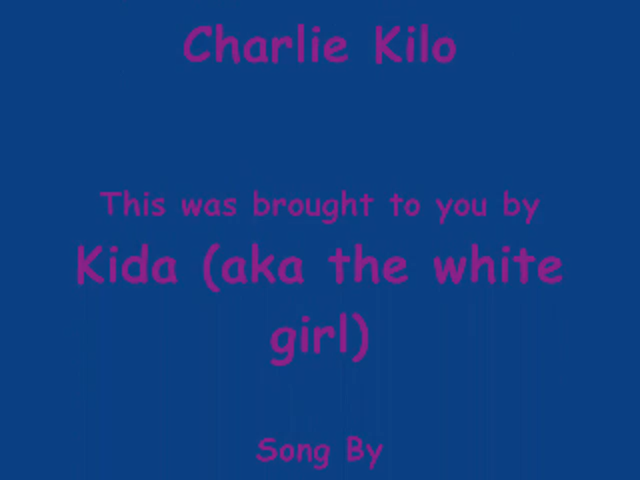 Charlie Kilo
This was brought to you by
Kida (aka the white
girl)
Song By